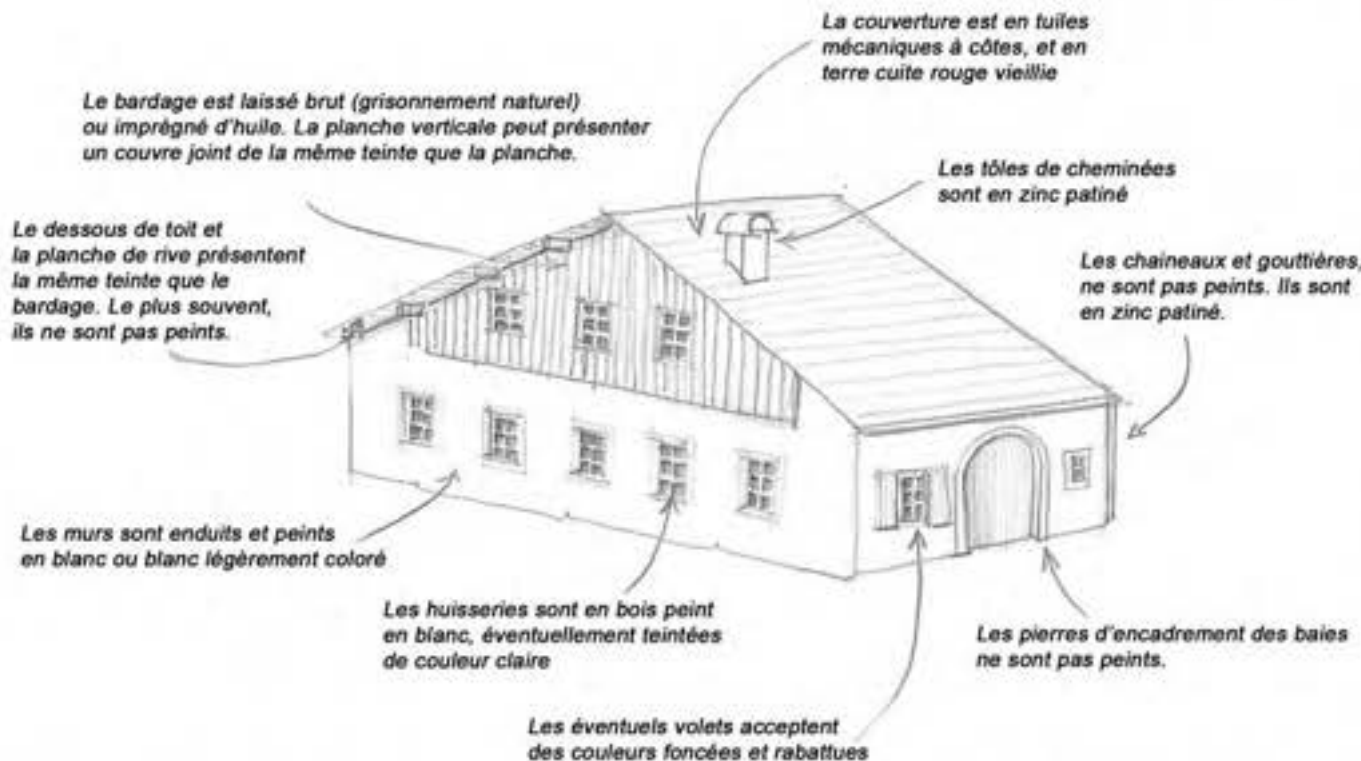 La couverture est en tuiles
mécaniques à côtes, et en
terre cuite rouge vieillie
Le bardage est laissé brut (grisonnement naturel)
ou imprégné d'huile. La planche verticale peut présenter
un couvre joint de la même teinte que la planche.
Les tôles de cheminées
sont en zinc patiné
Le dessous de toit et
la planche de rive présentent
la même teinte que le
bardage. Le plus souvent,
ils ne sont pas peints.
Les chaineaux et gouttières,
ne sont pas peints. Ils sont
en zinc patiné.
Les murs sont enduits et peints
en blanc ou blanc légèrement coloré
Les huisseries sont en bois peint
en blanc, éventuellement teintées
de couleur claire
Les pierres d'encadrement des baies
ne sont pas peints.
Les éventuels volets acceptent
des couleurs foncées et rabattues